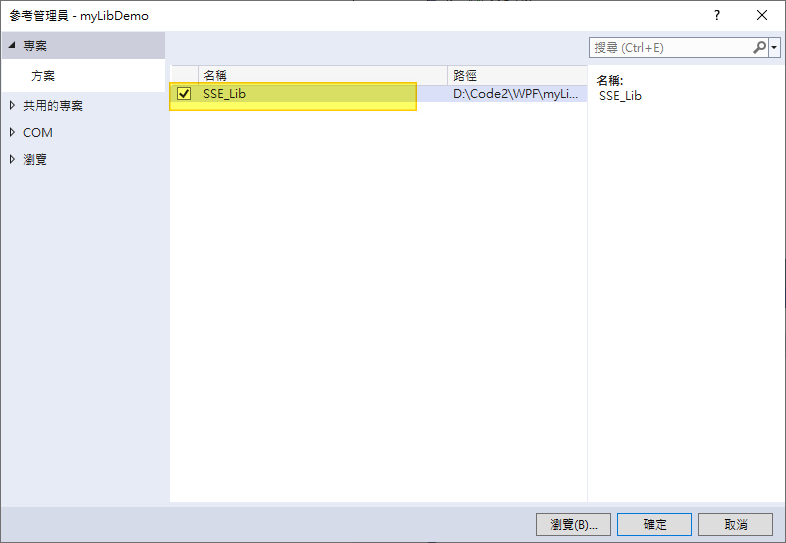 參考管理員 - myLibDemo
?
專案
方案
共用的專案
COM
瀏覽
名稱 路徑
SSE_Lib D:\Code2\WPF\myLi...
搜尋 (Ctrl+E)
名稱:
SSE_Lib
瀏覽(B)... 確定 取消